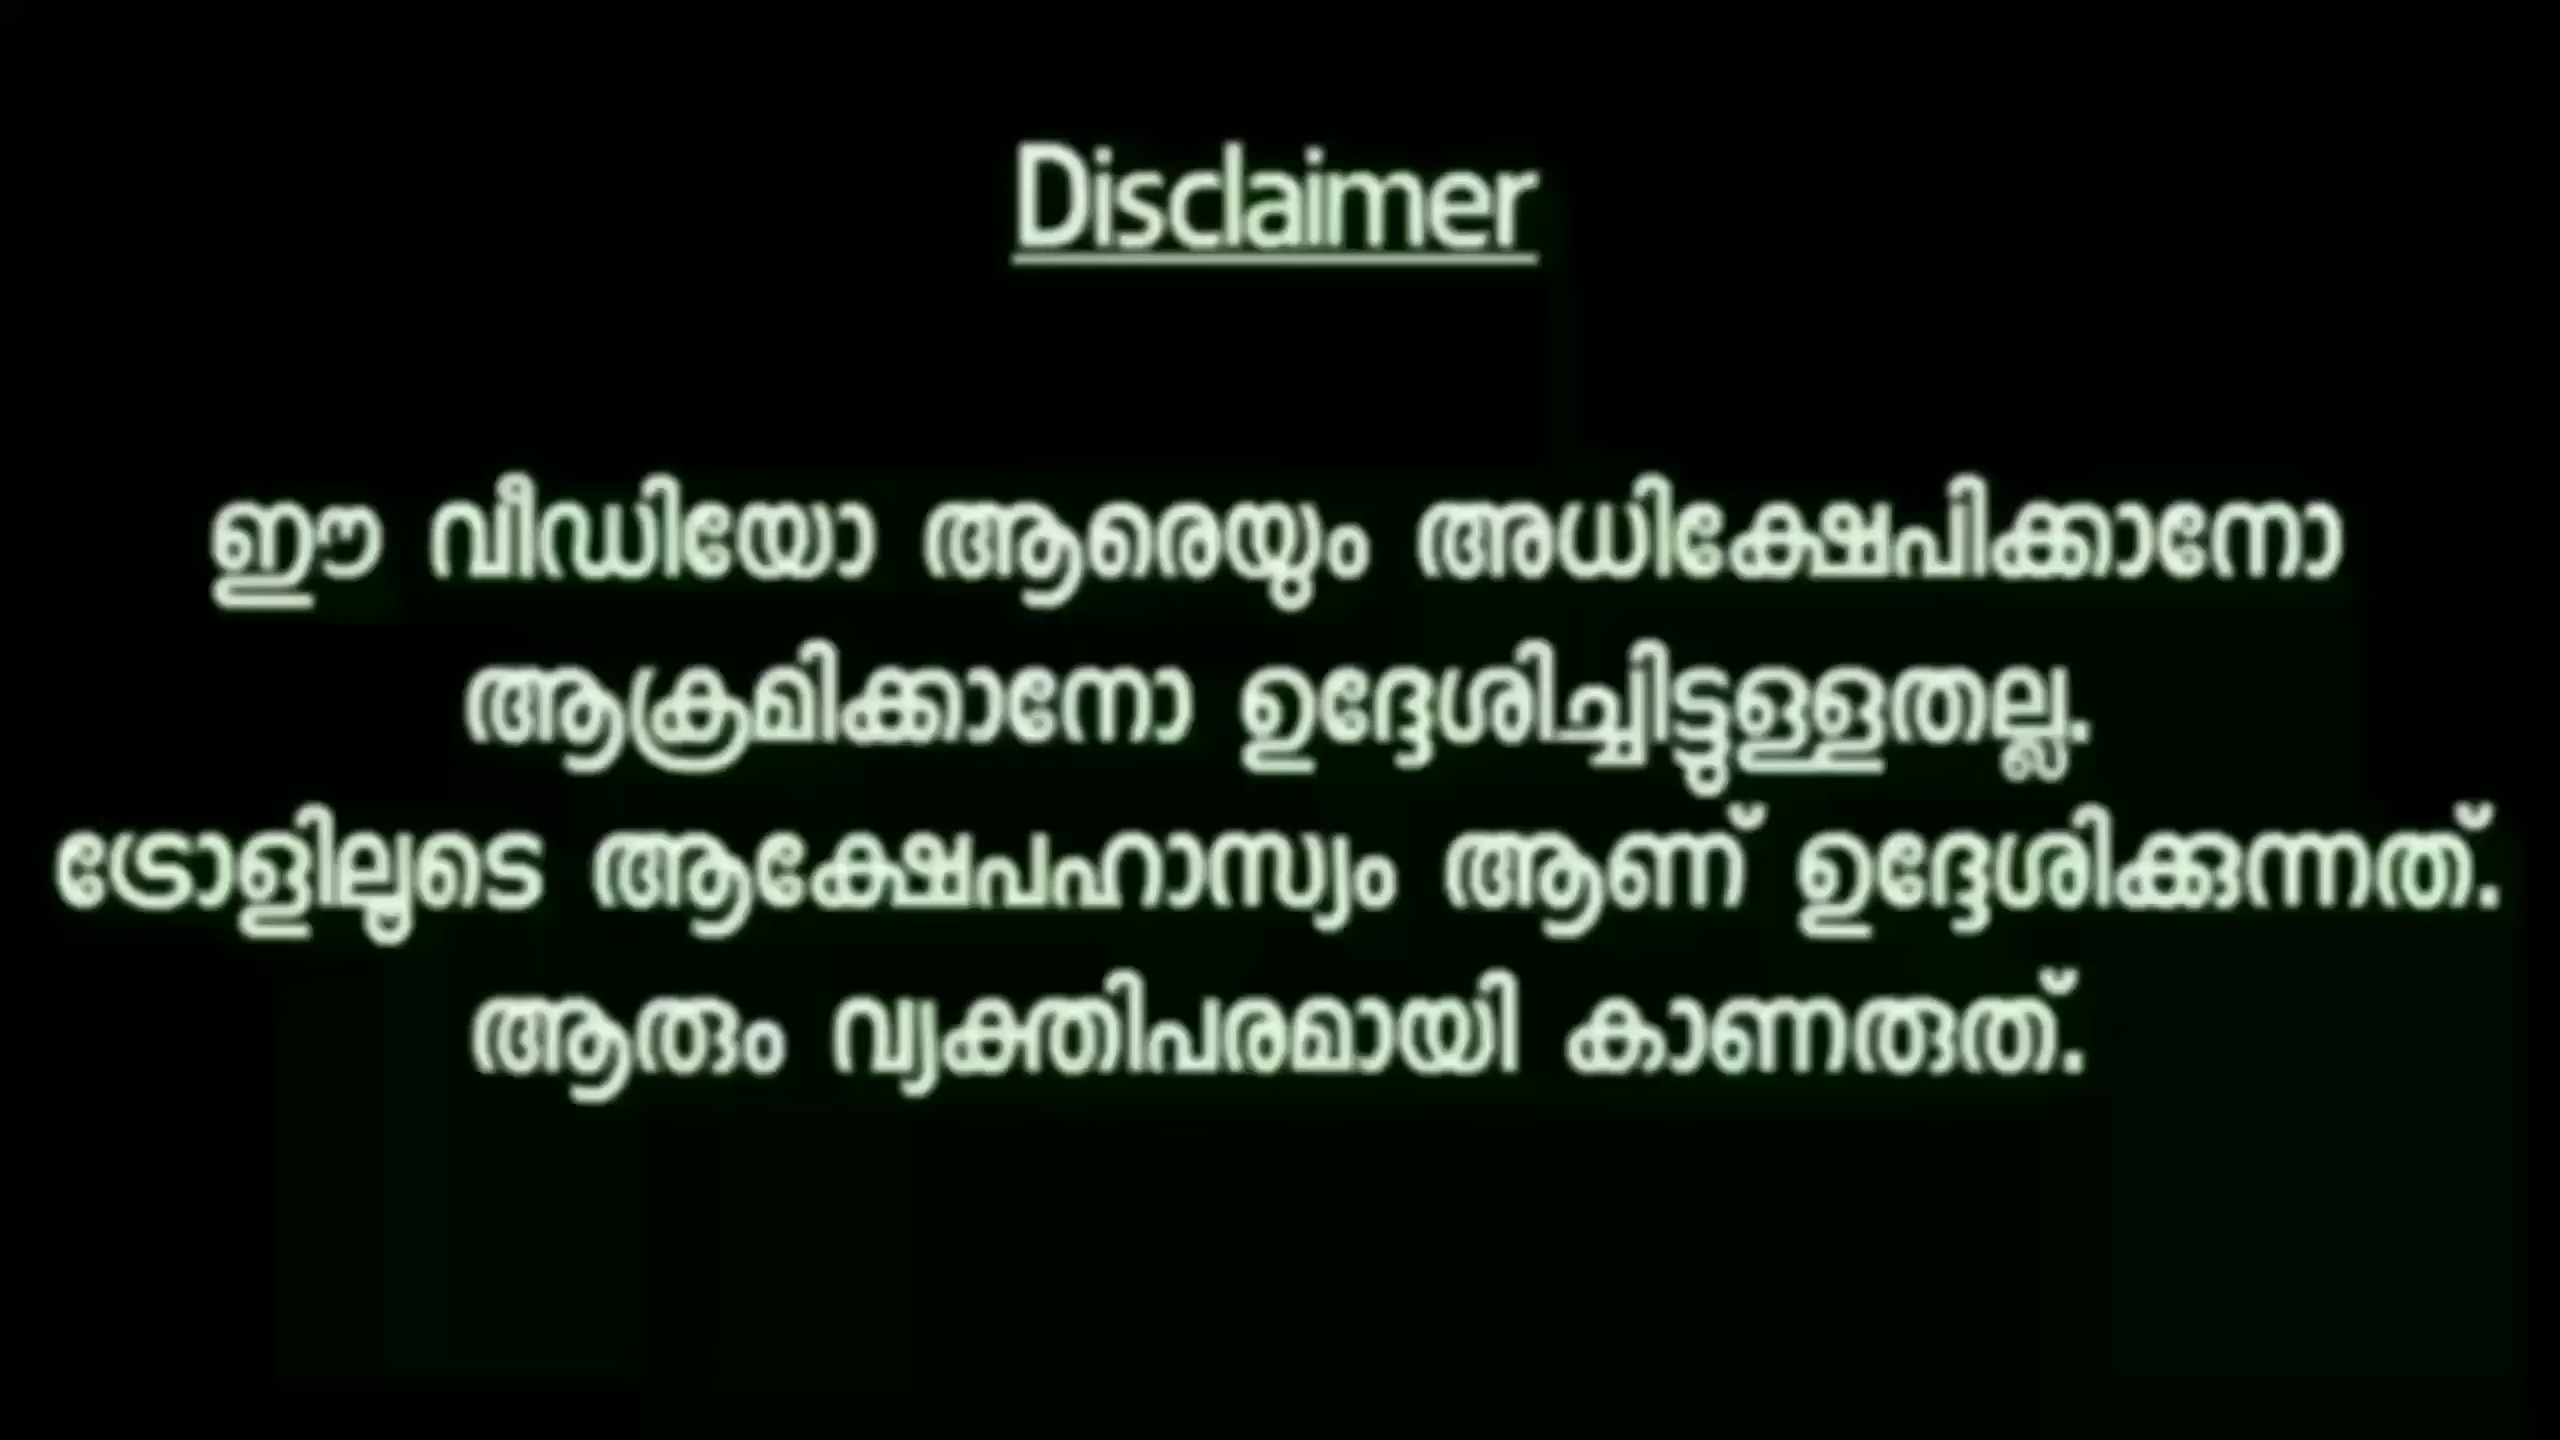 Disclaimer
ഈ വീഡിയോ ആരെയും അധിക്ഷേപിക്കാനോ
ആക്രമിക്കാനോ ഉദ്ദേശിച്ചിട്ടുള്ളതല്ല.
ട്രോളിലൂടെ ആക്ഷേപഹാസ്യം ആണ് ഉദ്ദേശിക്കുന്നത്.
ആരും വ്യക്തിപരമായി കാണരുത്.